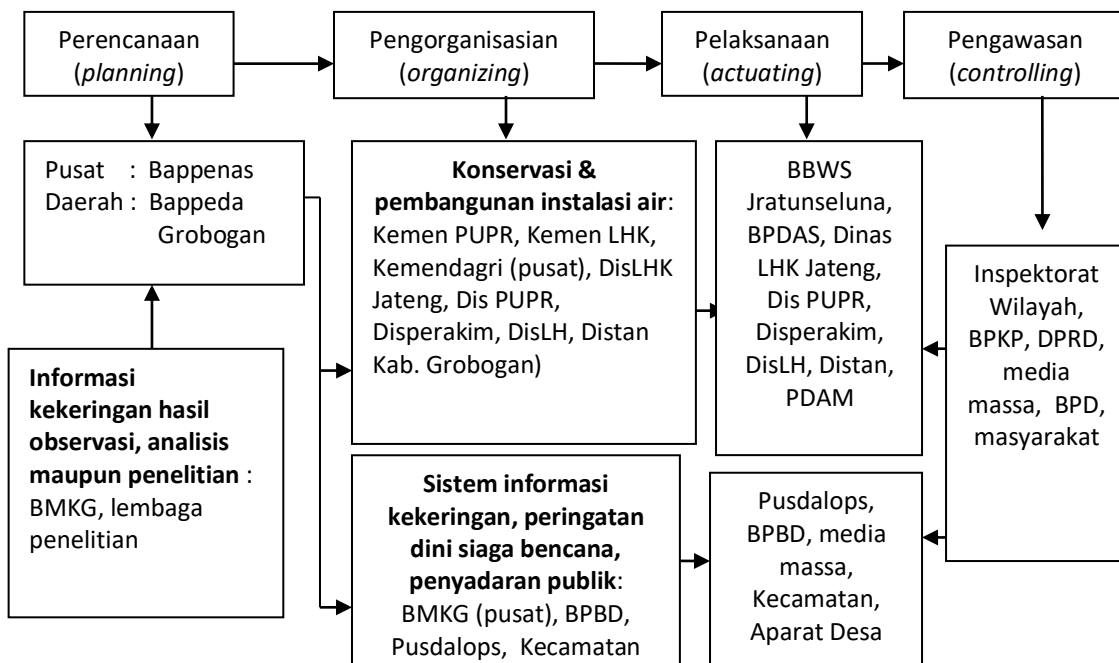 Perencanaan
(planning)
Pengorganisasian
(organizing)
Pelaksanaan
(actuating)
Pengawasan
(controlling)
Pusat : Bappenas
Daerah : Bappeda
Grobogan
Informasi
kekeringan hasil
observasi, analisis
maupun penelitian :
BMKG, lembaga
penelitian
Konservasi &
pembangunan instalasi air:
Kemen PUPR, Kemen LHK,
Kemendagri (pusat), DisLHK
Jateng, Dis PUPR,
Disperakim, DisLH, Distan
Kab. Grobogan)
Sistem informasi
kekeringan, peringatan
dini siaga bencana,
penyadaran publik:
BMKG (pusat), BPBD,
Pusdalops, Kecamatan
BBWS
Jratunseluna,
BPDAS, Dinas
LHK Jateng,
Dis PUPR,
Disperakim,
DisLH, Distan,
PDAM
Pusdalops,
BPBD, media
massa,
Kecamatan,
Aparat Desa
Inspektorat
Wilayah,
BPKP, DPRD,
media
massa, BPD,
masyarakat